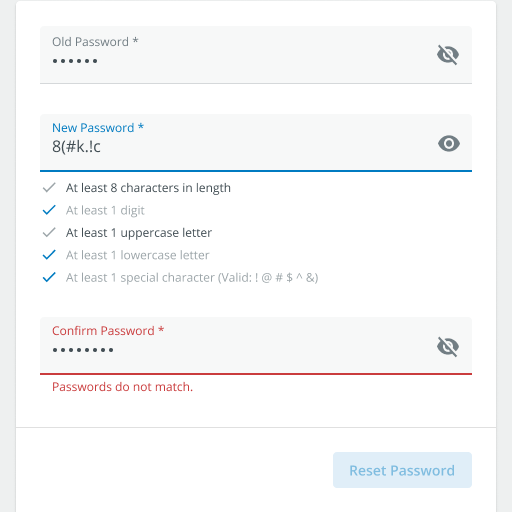 Old Password *
••••••
New Password *
8(#k.!c
At least 8 characters in length
At least 1 digit
At least 1 uppercase letter
At least 1 lowercase letter
At least 1 special character (Valid: ! @ # $ ^ &)
Confirm Password *
••••••••
Passwords do not match.
Reset Password